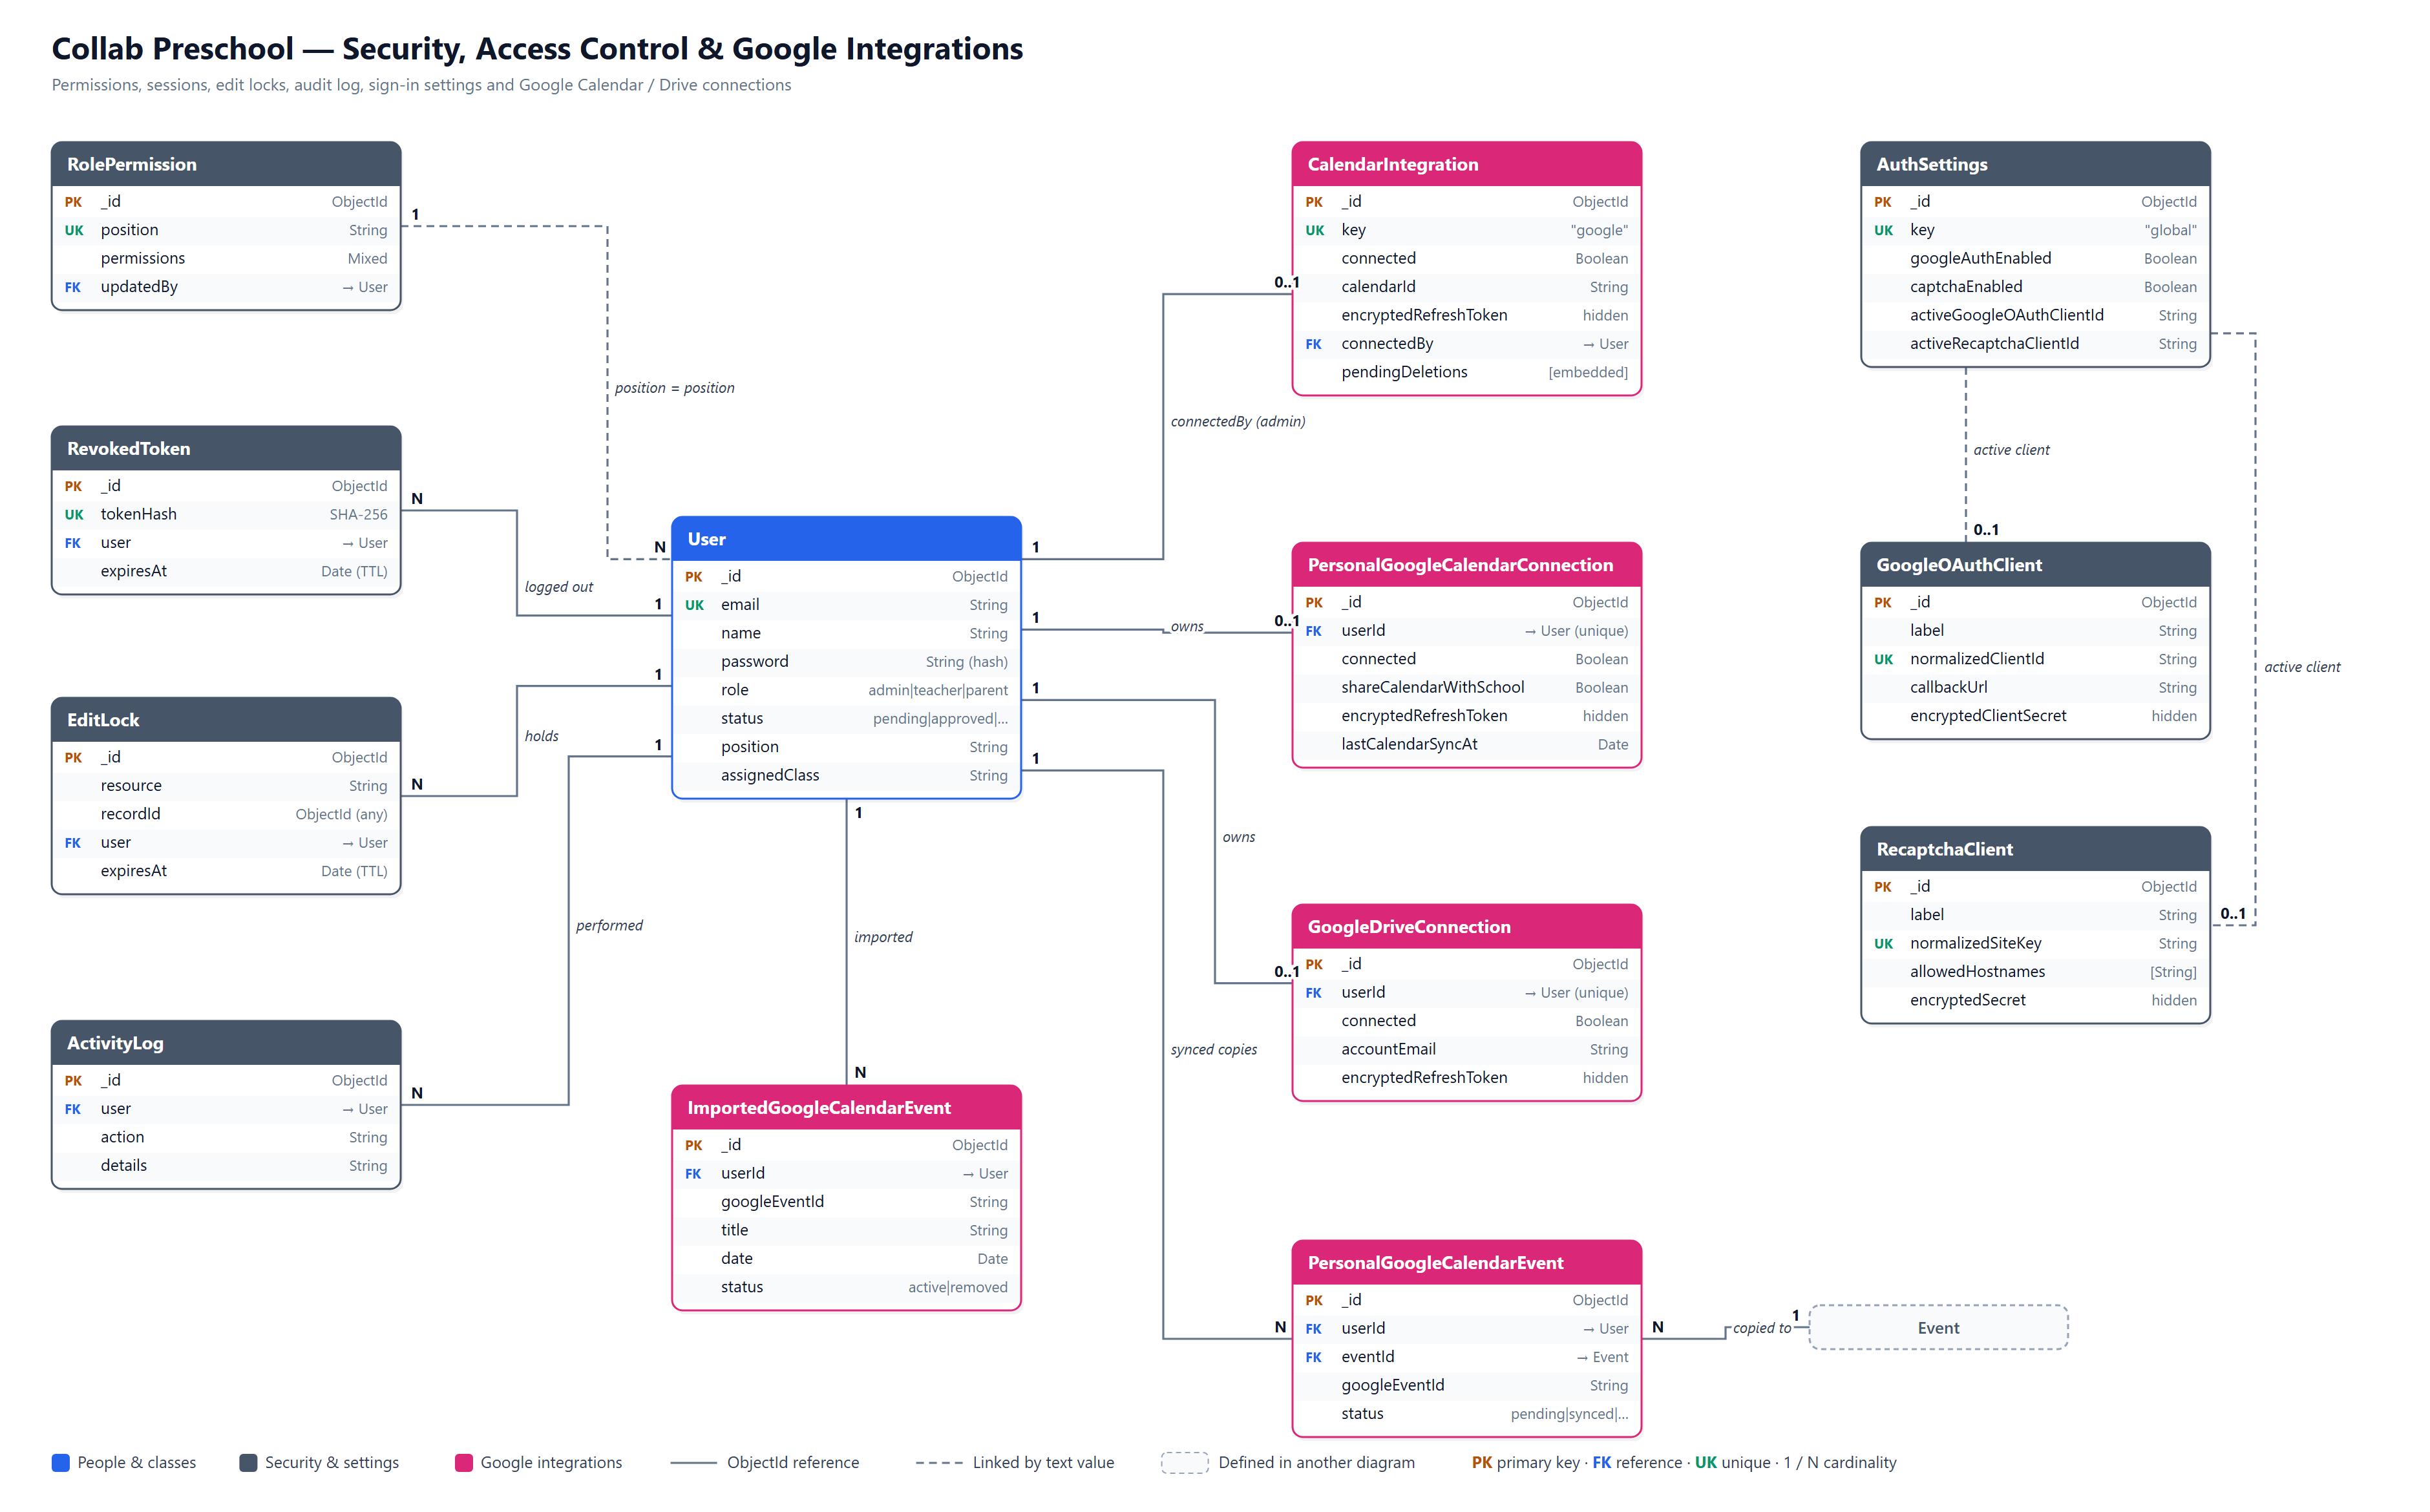 Collab Preschool — Security, Access Control & Google Integrations
Permissions, sessions, edit locks, audit log, sign-in settings and Google Calendar / Drive connections
RolePermission
PK _id ObjectId
UK position String
permissions Mixed
FK updatedBy → User
1
position = position
N
RevokedToken
PK _id ObjectId
UK tokenHash SHA-256
FK user → User
expiresAt Date (TTL)
N
logged out
1
EditLock
PK _id ObjectId
resource String
recordId ObjectId (any)
FK user → User
expiresAt Date (TTL)
N
holds
1
ActivityLog
PK _id ObjectId
FK user → User
action String
details String
N
performed
1
User
PK _id ObjectId
UK email String
name String
password String (hash)
role admin|teacher|parent
status pending|approved|...
position String
assignedClass String
1
imported
N
ImportedGoogleCalendarEvent
PK _id ObjectId
FK userId → User
googleEventId String
title String
date Date
status active|removed
1
connectedBy (admin)
0..1
CalendarIntegration
PK _id ObjectId
UK key "google"
connected Boolean
calendarId String
encryptedRefreshToken hidden
FK connectedBy → User
pendingDeletions [embedded]
1
owns
0..1
PersonalGoogleCalendarConnection
PK _id ObjectId
FK userId → User (unique)
connected Boolean
shareCalendarWithSchool Boolean
encryptedRefreshToken hidden
lastCalendarSyncAt Date
1
owns
0..1
GoogleDriveConnection
PK _id ObjectId
FK userId → User (unique)
connected Boolean
accountEmail String
encryptedRefreshToken hidden
1
synced copies
N
PersonalGoogleCalendarEvent
PK _id ObjectId
FK userId → User
FK eventId → Event
googleEventId String
status pending|synced|...
N
copied to
1
Event
AuthSettings
PK _id ObjectId
UK key "global"
googleAuthEnabled Boolean
captchaEnabled Boolean
activeGoogleOAuthClientId String
activeRecaptchaClientId String
active client
0..1
GoogleOAuthClient
PK _id ObjectId
label String
UK normalizedClientId String
callbackUrl String
encryptedClientSecret hidden
active client
0..1
RecaptchaClient
PK _id ObjectId
label String
UK normalizedSiteKey String
allowedHostnames [String]
encryptedSecret hidden
People & classes
Security & settings
Google integrations
ObjectId reference
Linked by text value
Defined in another diagram
PK primary key · FK reference · UK unique · 1 / N cardinality